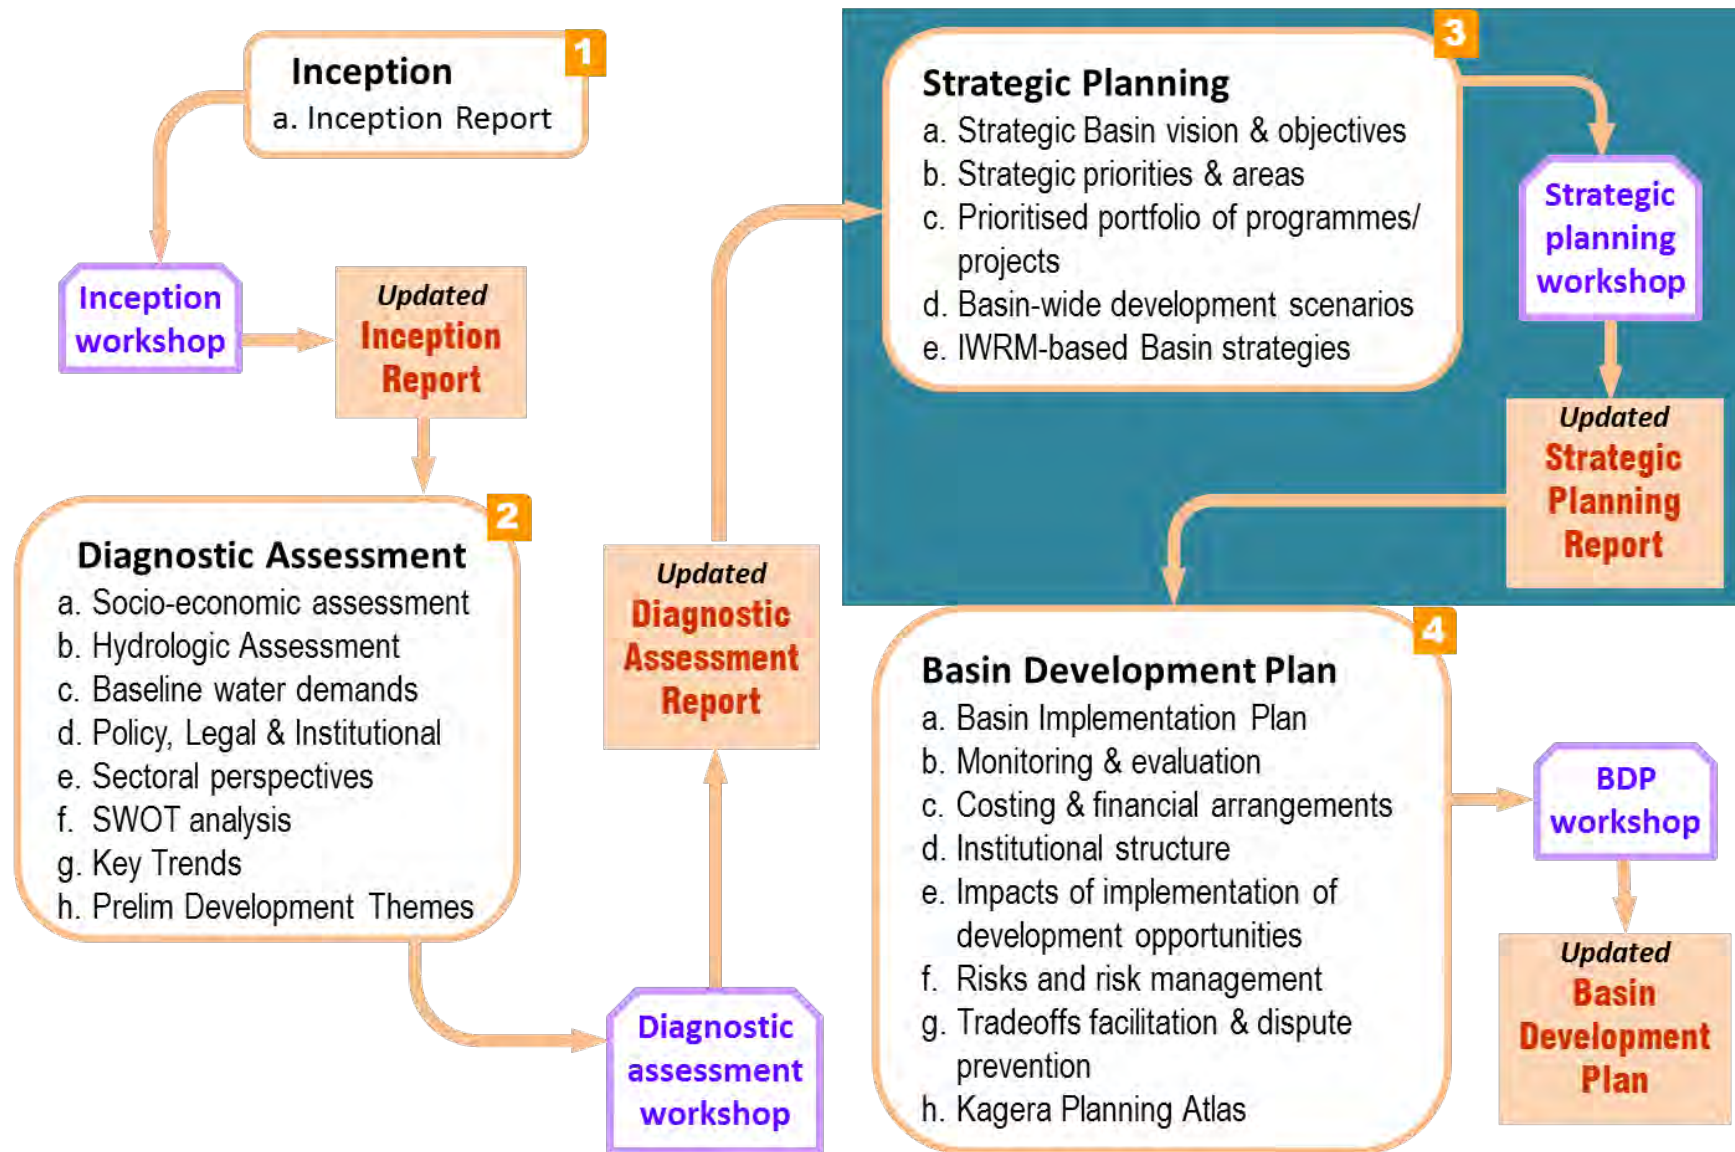 1
Inception
a. Inception Report
Inception
workshop
Updated
Inception
Report
2
Diagnostic Assessment
a. Socio-economic assessment
b. Hydrologic Assessment
c. Baseline water demands
d. Policy, Legal & Institutional
e. Sectoral perspectives
f. SWOT analysis
g. Key Trends
h. Prelim Development Themes
Diagnostic
assessment
workshop
Updated
Diagnostic
Assessment
Report
3
Strategic Planning
a. Strategic Basin vision & objectives
b. Strategic priorities & areas
c. Prioritised portfolio of programmes/
projects
d. Basin-wide development scenarios
e. IWRM-based Basin strategies
Strategic
planning
workshop
Updated
Strategic
Planning
Report
4
Basin Development Plan
a. Basin Implementation Plan
b. Monitoring & evaluation
c. Costing & financial arrangements
d. Institutional structure
e. Impacts of implementation of
development opportunities
f. Risks and risk management
g. Tradeoffs facilitation & dispute
prevention
h. Kagera Planning Atlas
BDP
workshop
Updated
Basin
Development
Plan